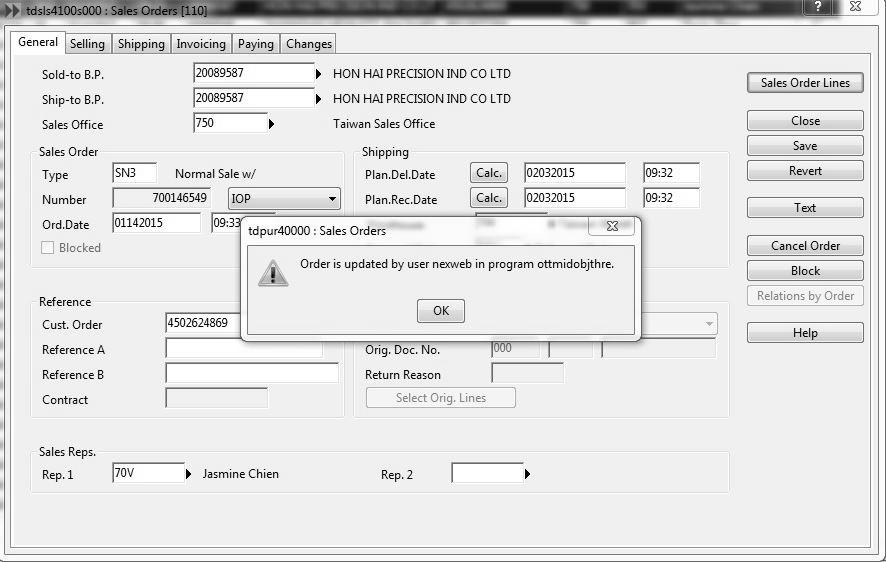 tdsls4100s000 : Sales Orders [110]
General Selling Shipping Invoicing Paying Changes
Sold-to B.P. 20089587 HON HAI PRECISION IND CO LTD
Ship-to B.P. 20089587 HON HAI PRECISION IND CO LTD
Sales Office 750 Taiwan Sales Office
Sales Order Lines
Close
Save
Revert
Text
Cancel Order
Block
Relations by Order
Help
Sales Order
Type SN3 Normal Sale w/
Number 700146549 IOP
Ord.Date 01142015 09:33
Blocked
Shipping
Plan.Del.Date Calc. 02032015 09:32
Plan.Rec.Date Calc. 02032015 09:32
tdpur40000 : Sales Orders
Order is updated by user nexweb in program ottmidobjthre.
OK
Reference
Cust. Order 4502624869
Reference A
Reference B
Contract
Orig. Doc. No. 000
Return Reason
Select Orig. Lines
Sales Reps.
Rep. 1 70V Jasmine Chien Rep. 2